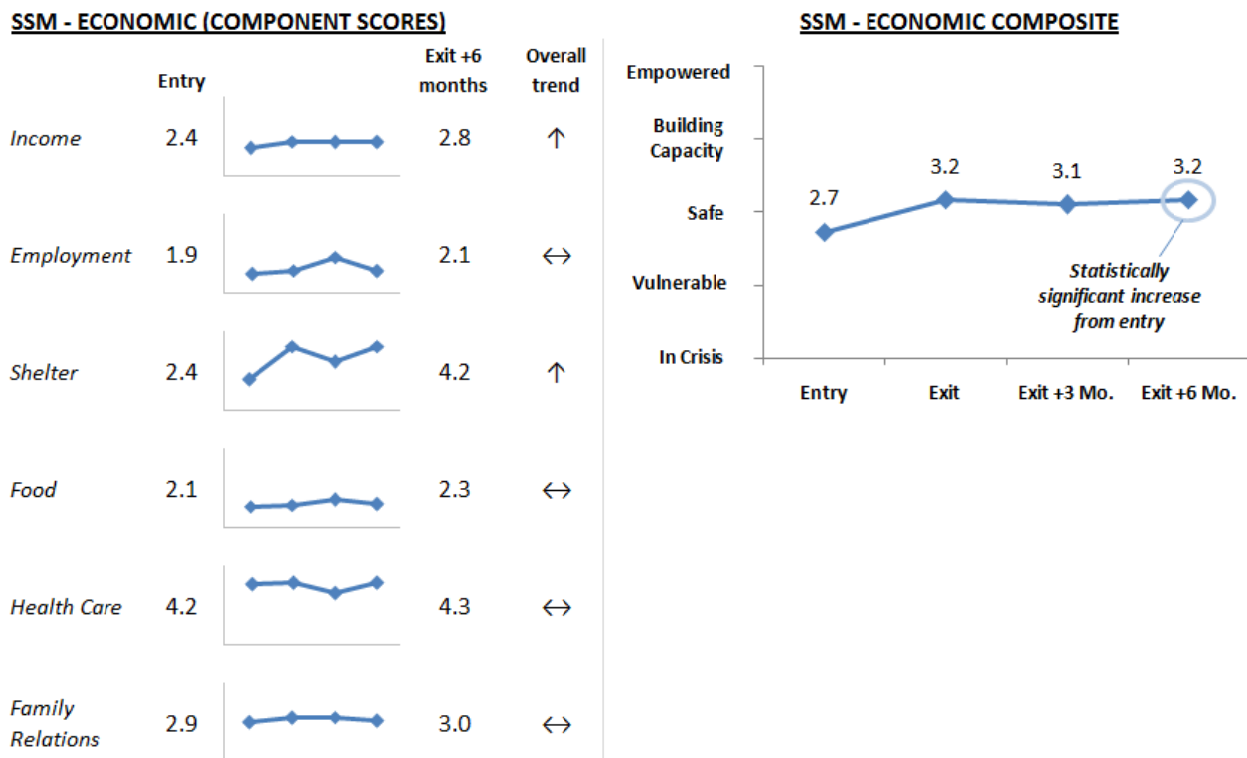 SSM - ECONOMIC (COMPONENT SCORES)
Entry
Exit +6
months
Overall
trend
Income 2.4 2.8 ↑
Employment 1.9 2.1 ↔
Shelter 2.4 4.2 ↑
Food 2.1 2.3 ↔
Health Care 4.2 4.3 ↔
Family
Relations 2.9 3.0 ↔
SSM - ECONOMIC COMPOSITE
Empowered
Building
Capacity
Safe
Vulnerable
In Crisis
2.7
3.2
3.1
3.2
Statistically
significant increase
from entry
Entry Exit Exit +3 Mo. Exit +6 Mo.